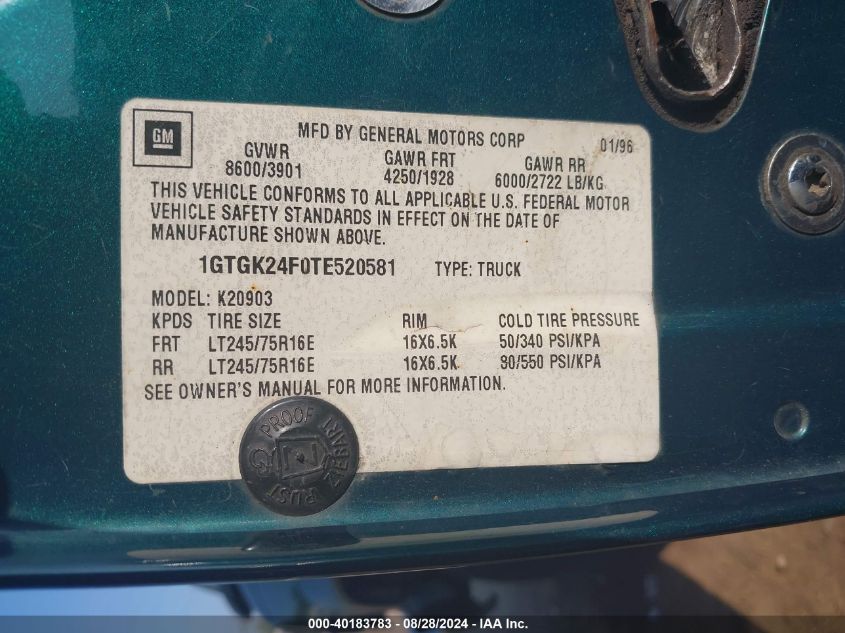 GM
MFD BY GENERAL MOTORS CORP 01/96
GVWR GAWR FRT GAWR RR
8600/3901 4250/1928 6000/2722 LB/KG
THIS VEHICLE CONFORMS TO ALL APPLICABLE U.S. FEDERAL MOTOR
VEHICLE SAFETY STANDARDS IN EFFECT ON THE DATE OF
MANUFACTURE SHOWN ABOVE.
1GTGK24F0TE520581 TYPE: TRUCK
MODEL: K20903
KPDS TIRE SIZE RIM COLD TIRE PRESSURE
FRT LT245/75R16E 16X6.5K 50/340 PSI/KPA
RR LT245/75R16E 16X6.5K 80/550 PSI/KPA
SEE OWNER'S MANUAL FOR MORE INFORMATION.
RUST PROOF
ZIEBART
000-40183783 - 08/28/2024 - IAA Inc.